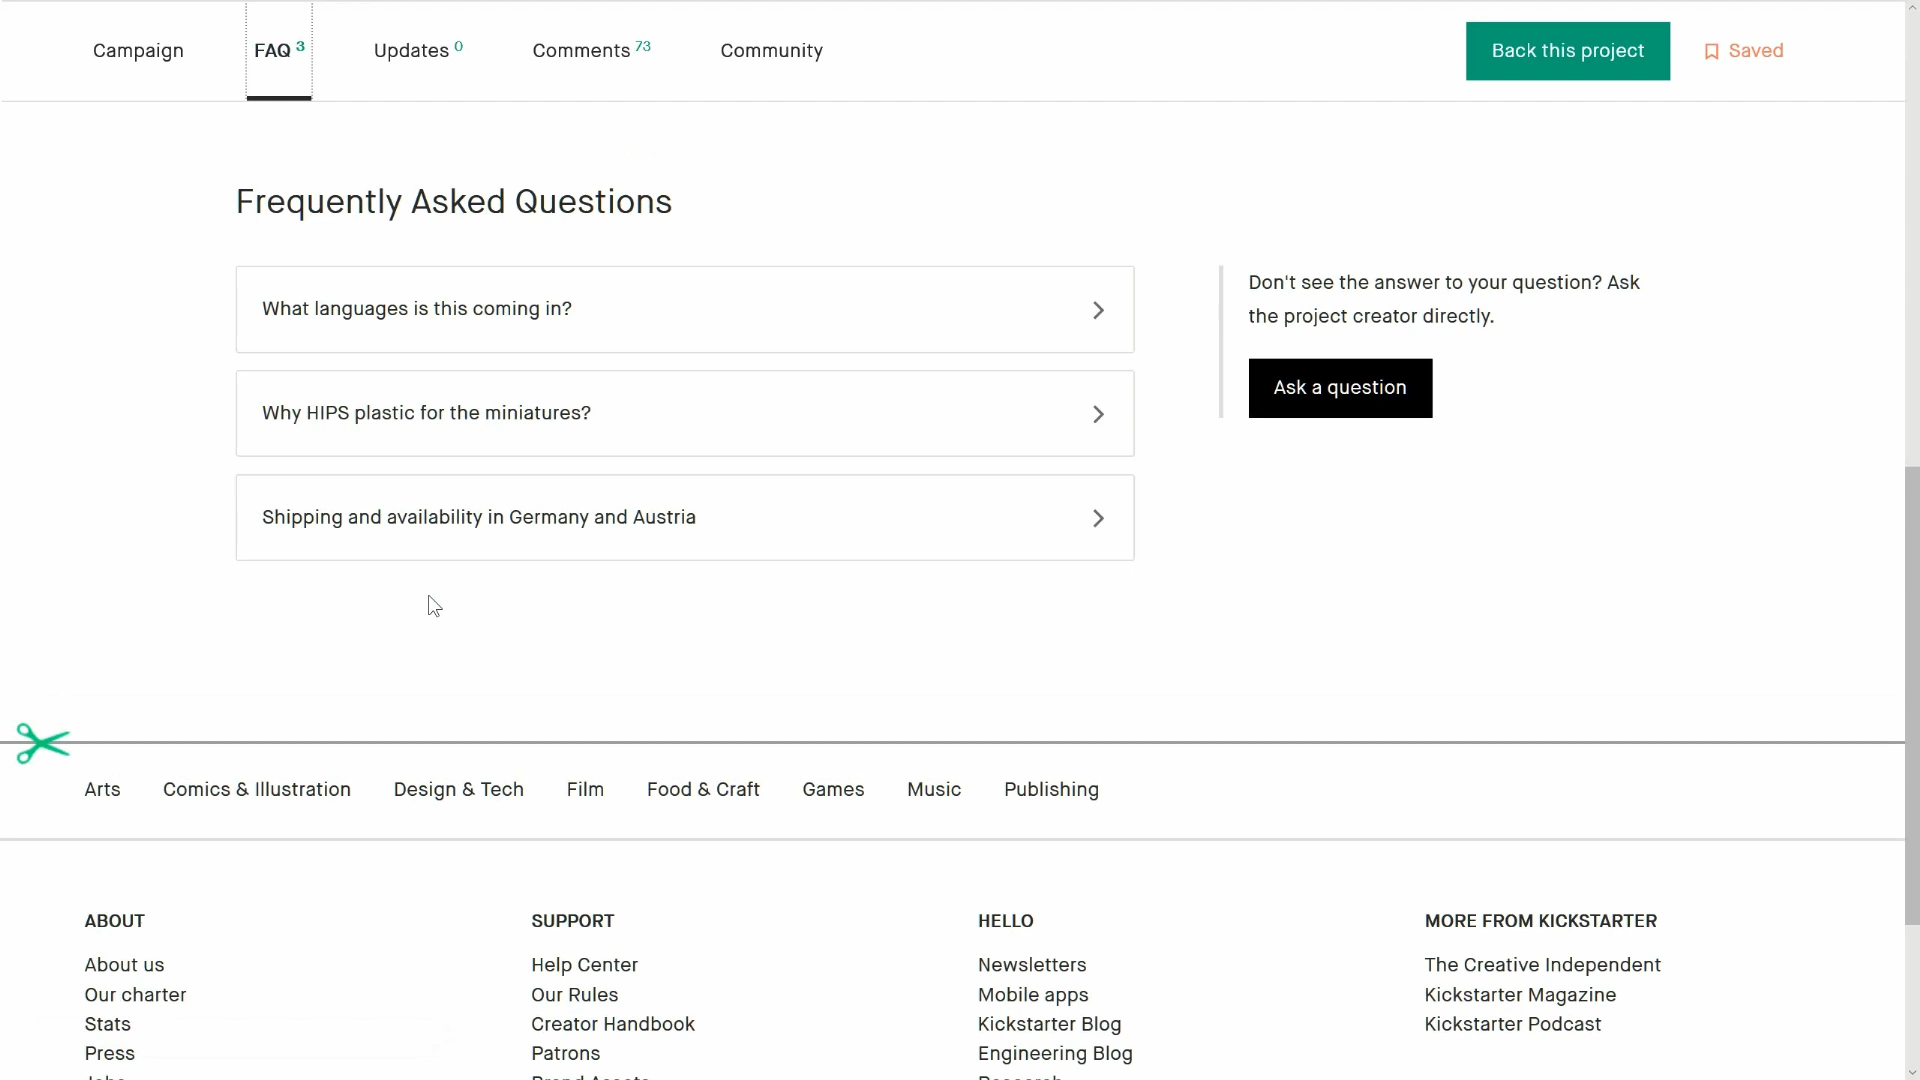 Campaign FAQ 3 Updates 0 Comments 73 Community Back this project Saved
Frequently Asked Questions
What languages is this coming in?
Why HIPS plastic for the miniatures?
Shipping and availability in Germany and Austria
Don't see the answer to your question? Ask
the project creator directly.
Ask a question
Arts Comics & Illustration Design & Tech Film Food & Craft Games Music Publishing
ABOUT
About us
Our charter
Stats
Press
SUPPORT
Help Center
Our Rules
Creator Handbook
Patrons
Brand Assets
HELLO
Newsletters
Mobile apps
Kickstarter Blog
Engineering Blog
Research
MORE FROM KICKSTARTER
The Creative Independent
Kickstarter Magazine
Kickstarter Podcast